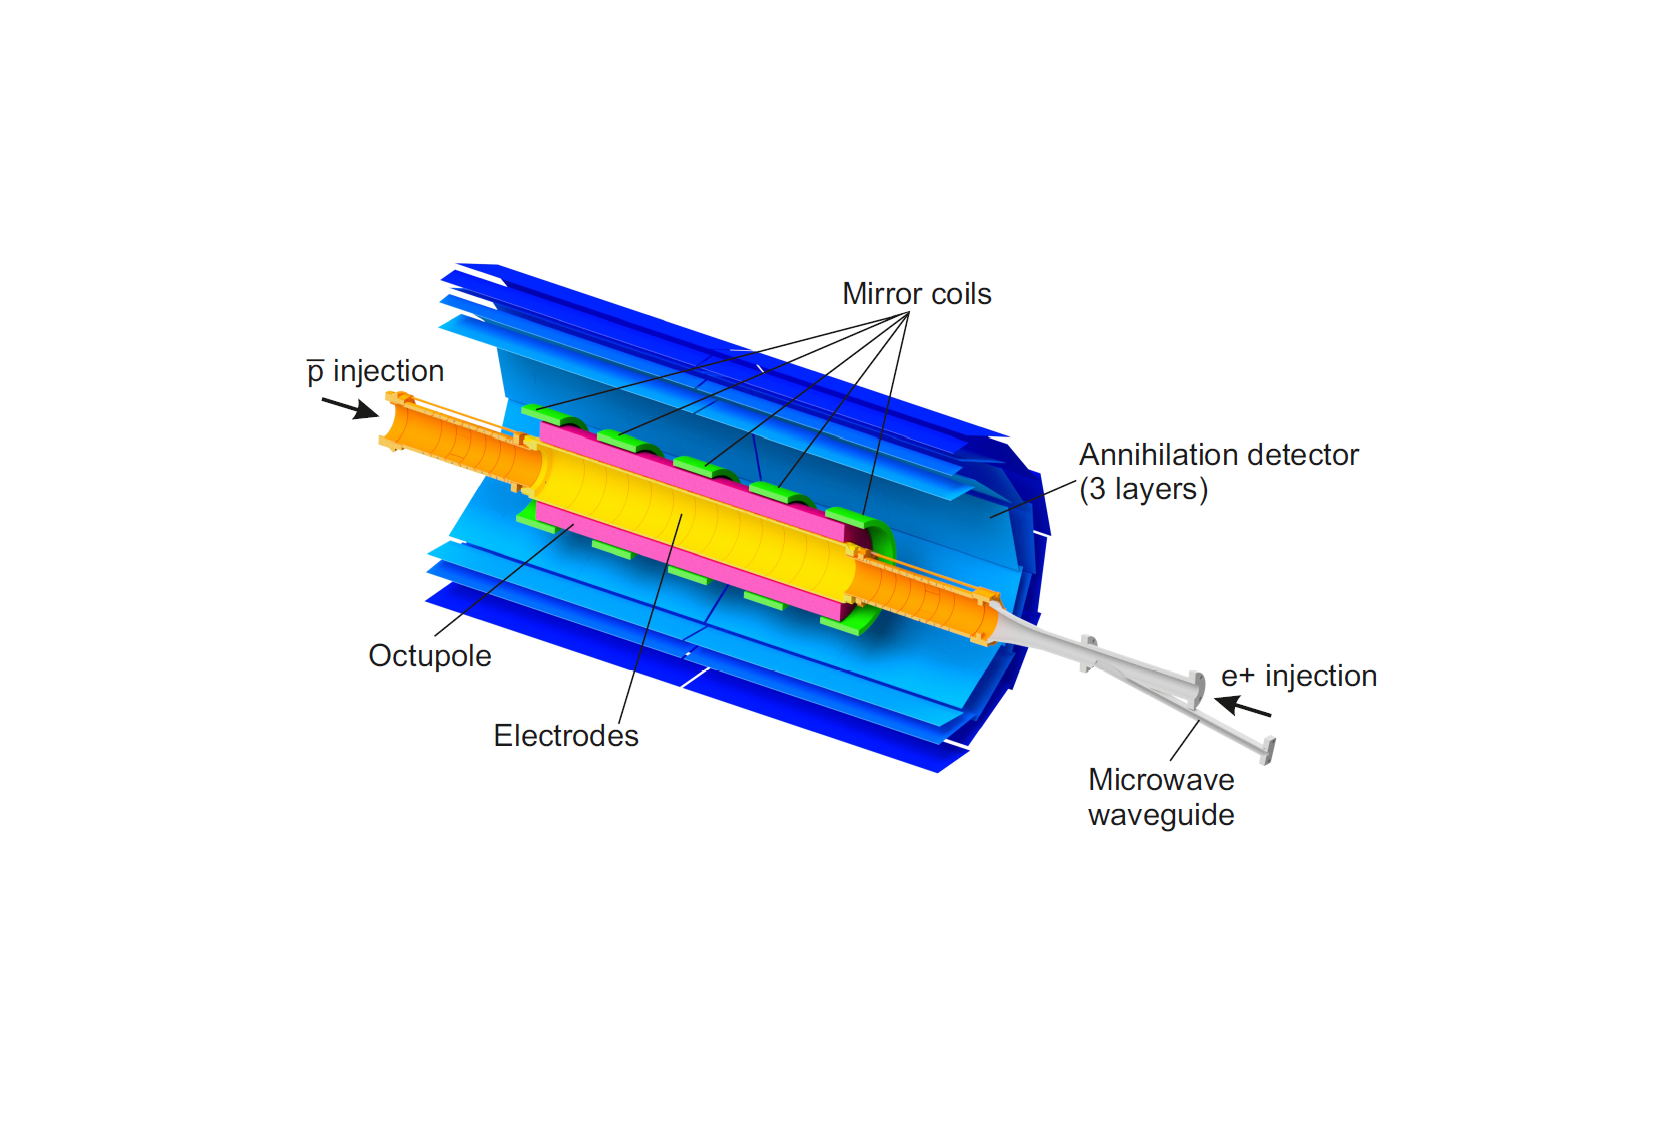 Mirror coils
p̅ injection
Annihilation detector
(3 layers)
Octupole
e+ injection
Electrodes
Microwave
waveguide